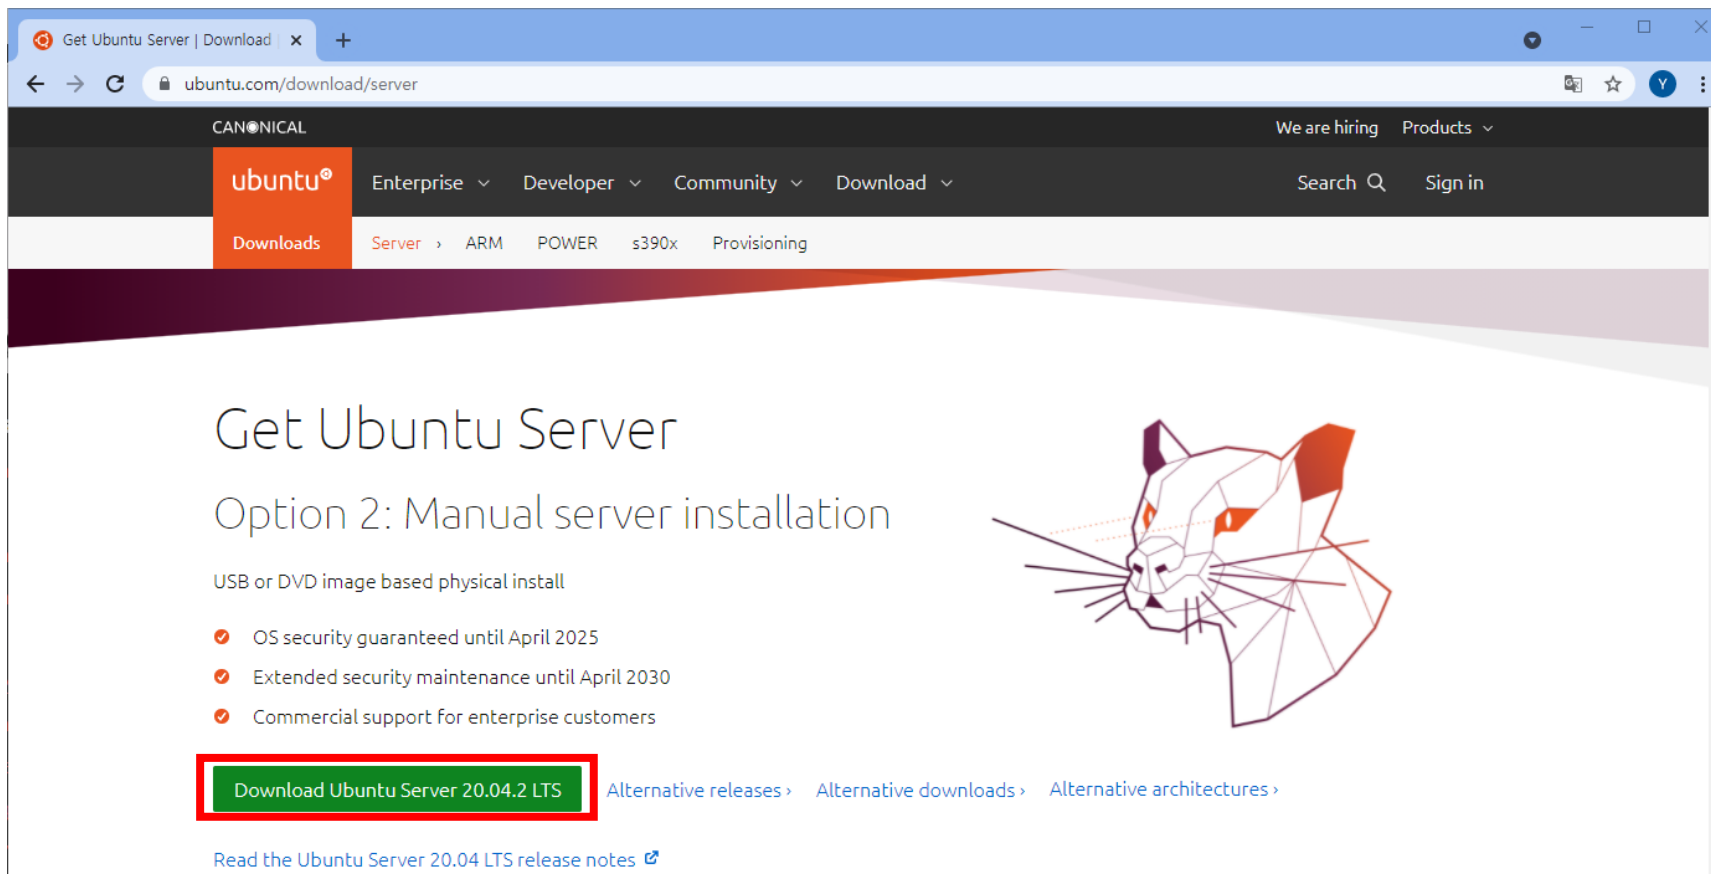 Get Ubuntu Server | Download |
ubuntu.com/download/server
Y
CANONICAL
We are hiring Products
ubuntu
Enterprise Developer Community Download
Search Sign in
Downloads
Server › ARM POWER s390x Provisioning
Get Ubuntu Server
Option 2: Manual server installation
USB or DVD image based physical install
OS security guaranteed until April 2025
Extended security maintenance until April 2030
Commercial support for enterprise customers
Download Ubuntu Server 20.04.2 LTS
Alternative releases › Alternative downloads › Alternative architectures ›
Read the Ubuntu Server 20.04 LTS release notes